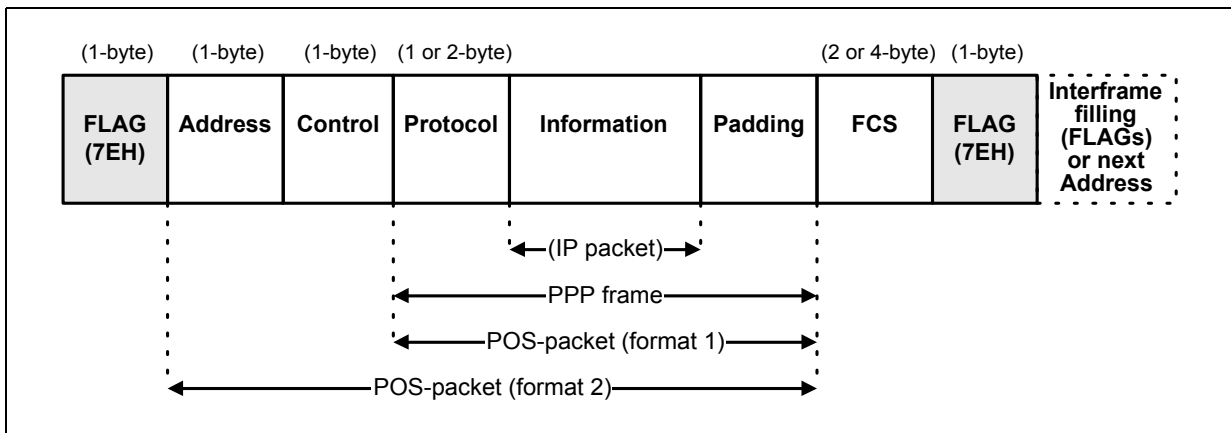 (1-byte) (1-byte) (1-byte) (1 or 2-byte) (2 or 4-byte) (1-byte)
FLAG
(7EH)
Address
Control
Protocol
Information
Padding
FCS
FLAG
(7EH)
Interframe
filling
(FLAGs)
or next
Address
(IP packet)
PPP frame
POS-packet (format 1)
POS-packet (format 2)